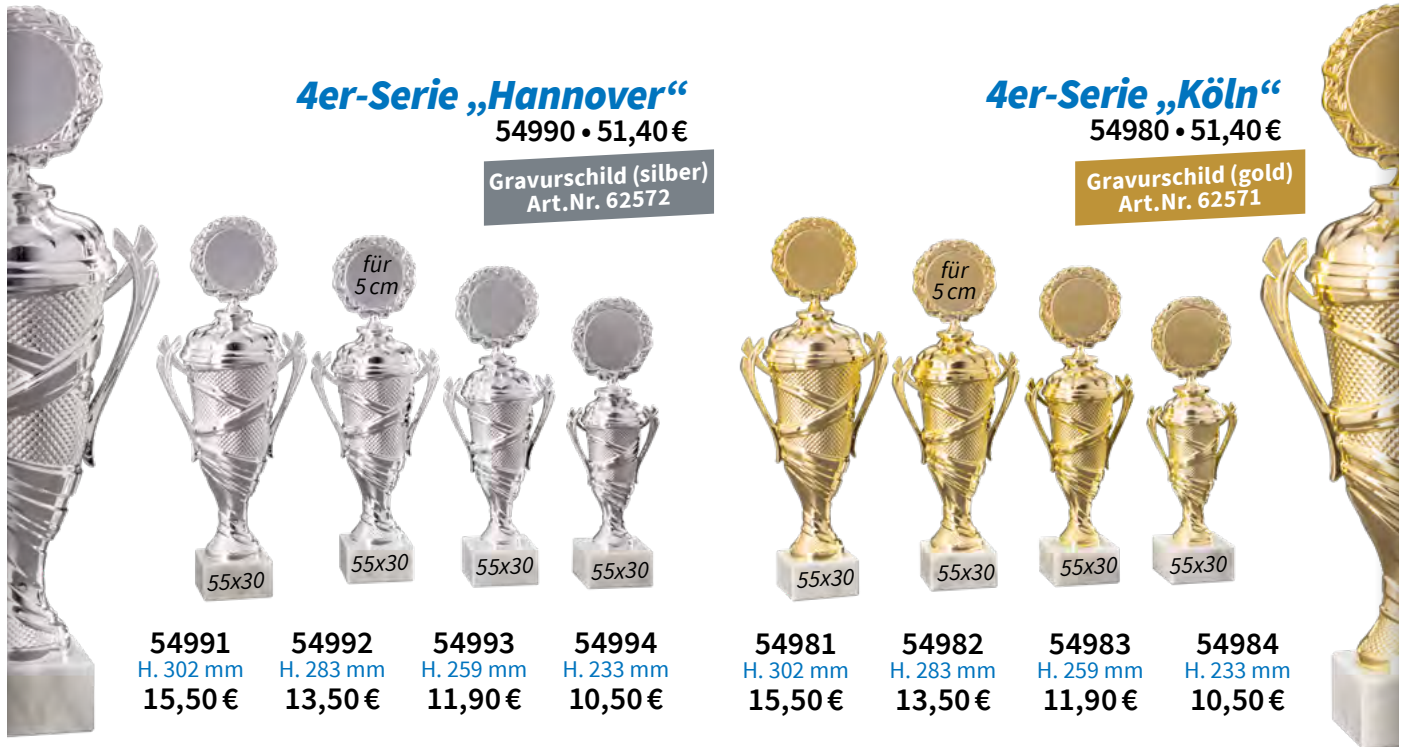 4er-Serie „Hannover“
54990 • 51,40 €
Gravurschild (silber)
Art.Nr. 62572
für
5 cm
55x30
55x30
55x30
55x30
54991
H. 302 mm
15,50 €
54992
H. 283 mm
13,50 €
54993
H. 259 mm
11,90 €
54994
H. 233 mm
10,50 €
4er-Serie „Köln“
54980 • 51,40 €
Gravurschild (gold)
Art.Nr. 62571
für
5 cm
55x30
55x30
55x30
55x30
54981
H. 302 mm
15,50 €
54982
H. 283 mm
13,50 €
54983
H. 259 mm
11,90 €
54984
H. 233 mm
10,50 €